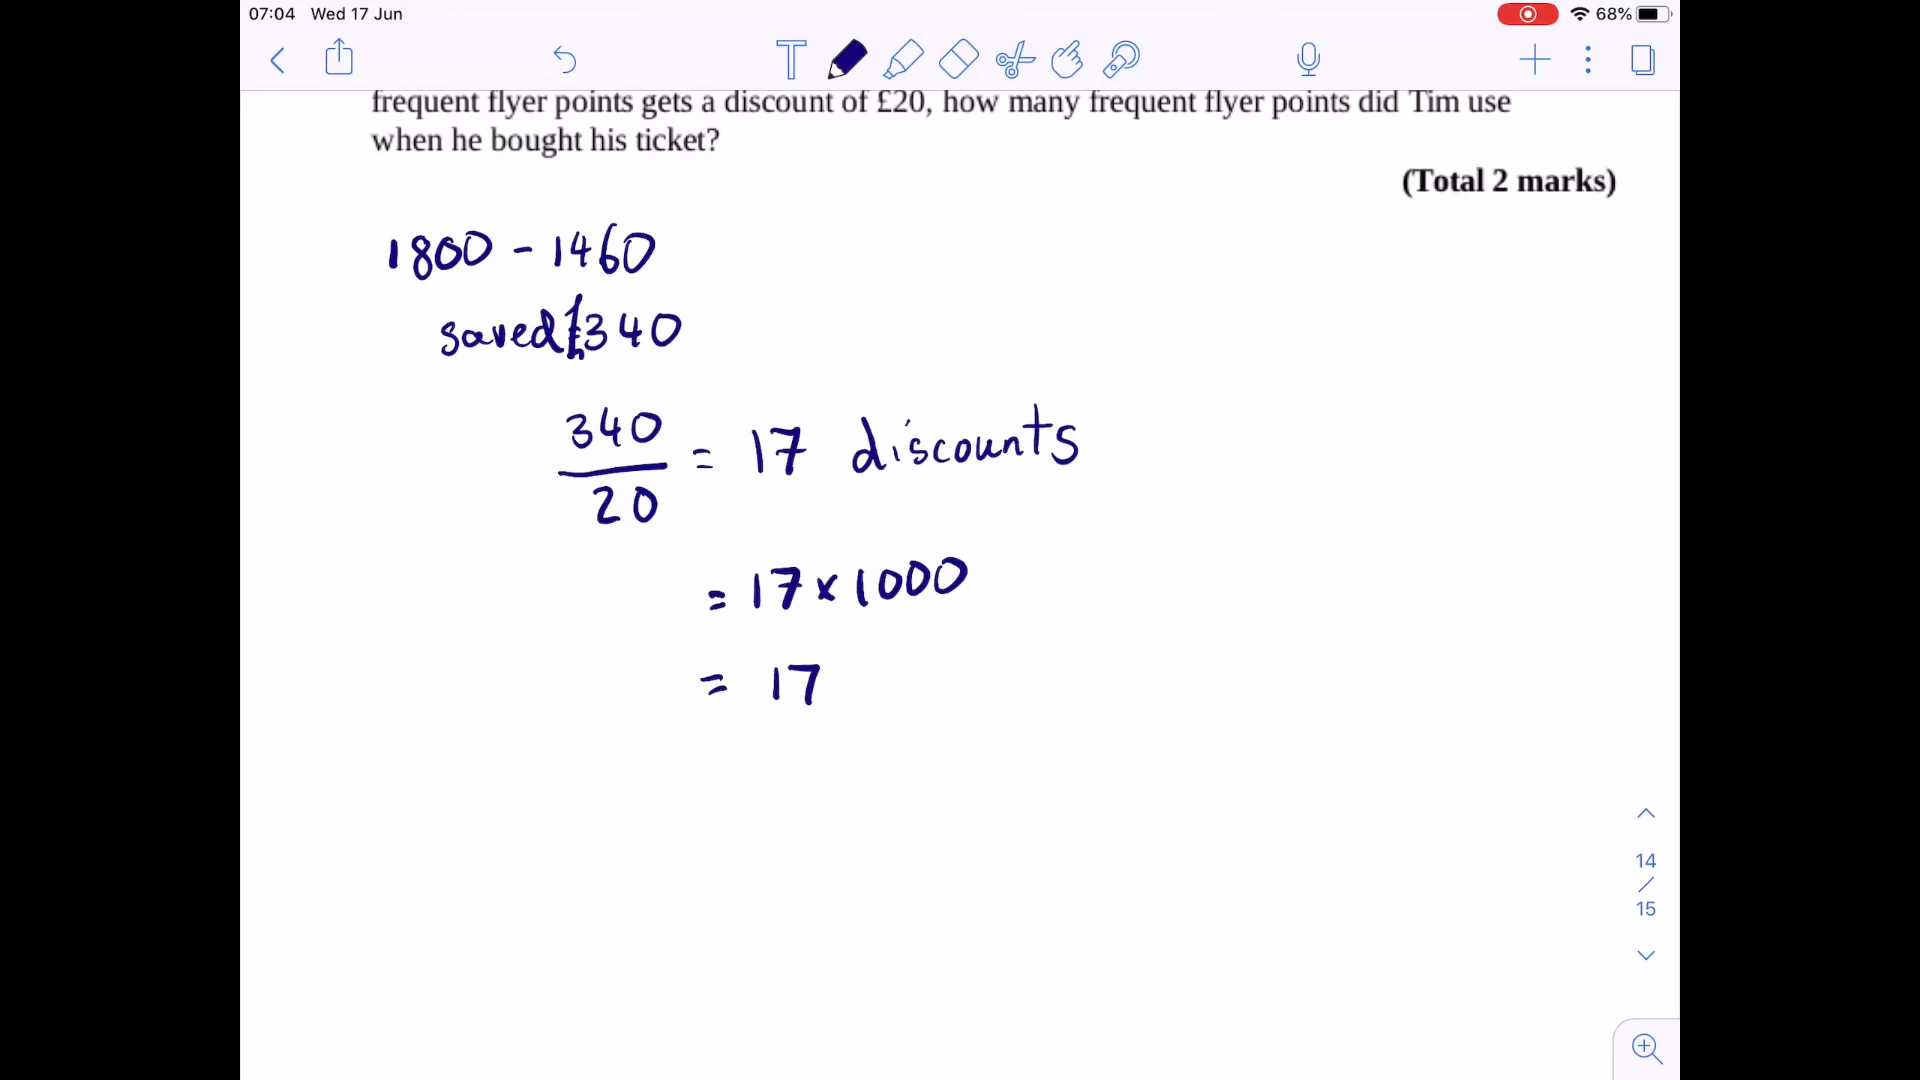 07:04 Wed 17 Jun 68%
T
frequent flyer points gets a discount of £20, how many frequent flyer points did Tim use
when he bought his ticket?
(Total 2 marks)
1800 - 1460
saved £340
340
20
= 17 discounts
= 17 x 1000
= 17
14
/
15